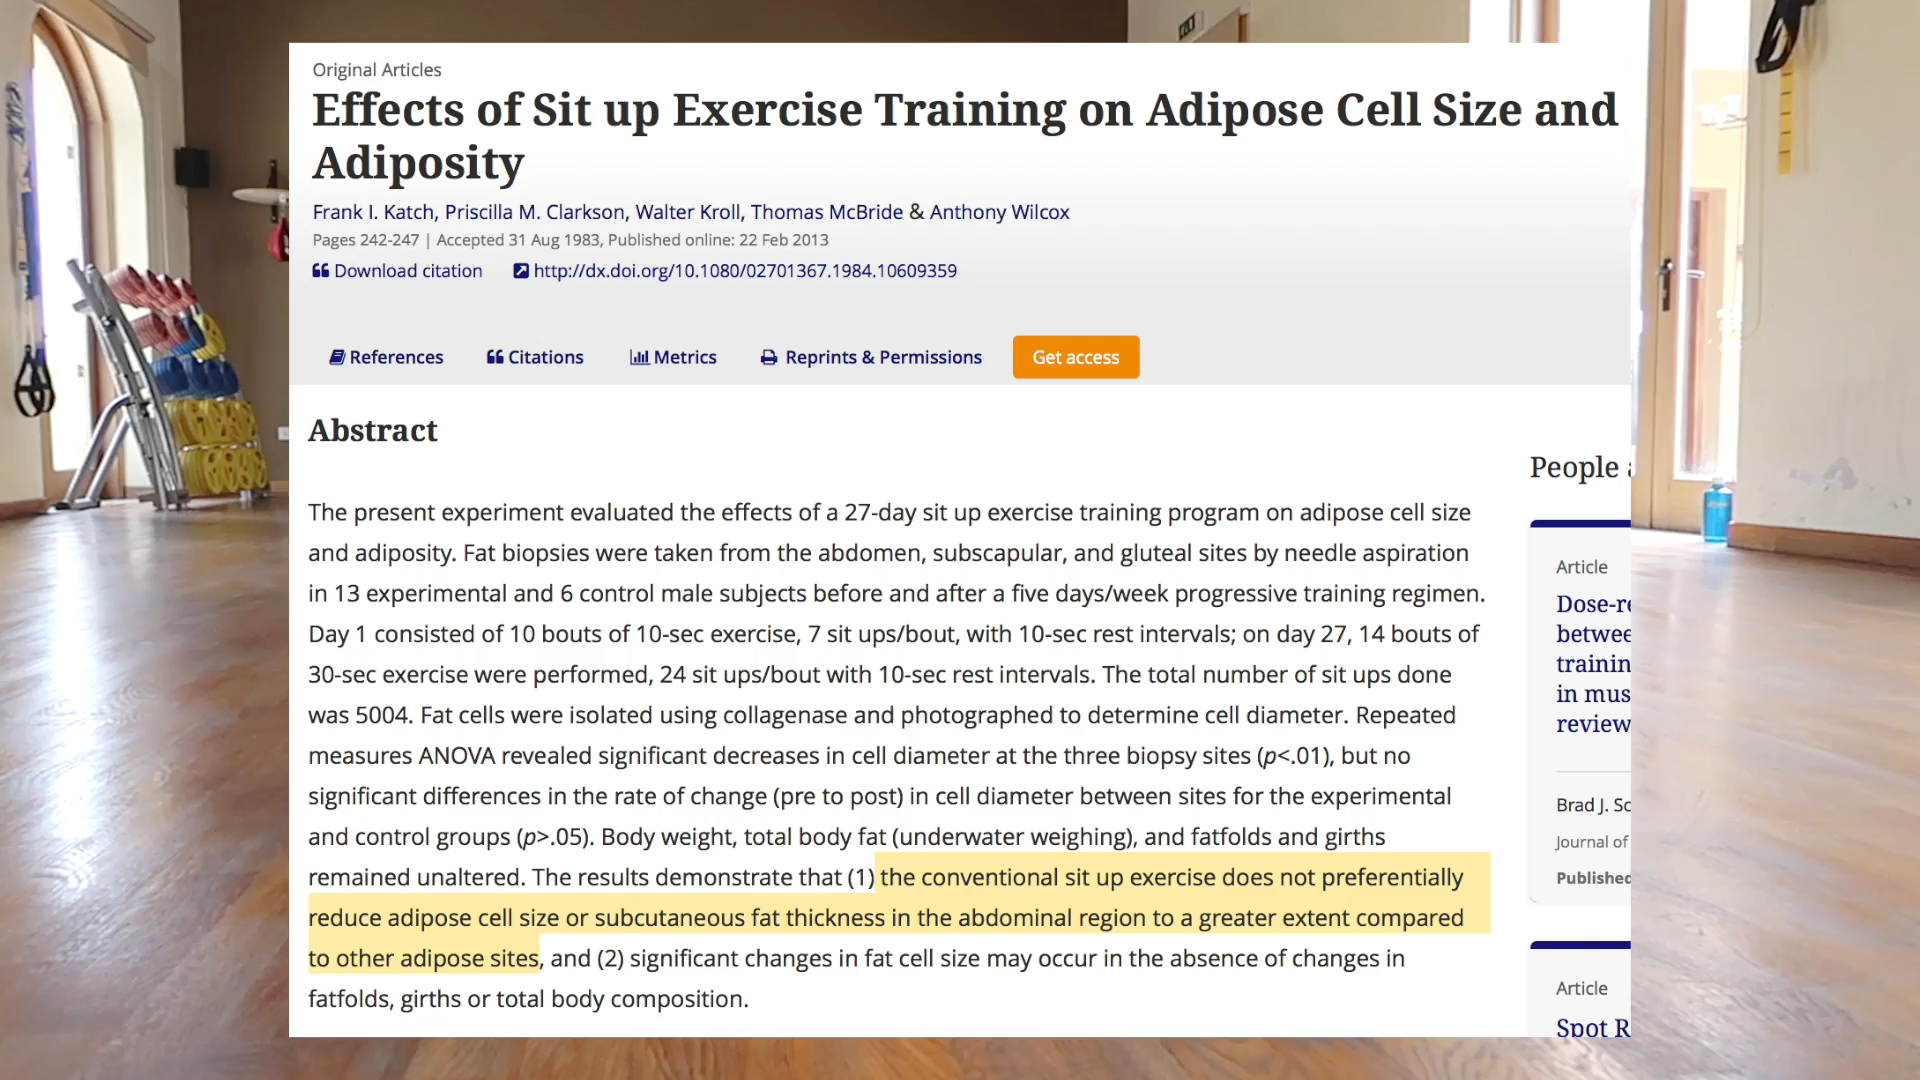 Original Articles
Effects of Sit up Exercise Training on Adipose Cell Size and
Adiposity
Frank I. Katch, Priscilla M. Clarkson, Walter Kroll, Thomas McBride & Anthony Wilcox
Pages 242-247 | Accepted 31 Aug 1983, Published online: 22 Feb 2013
Download citation http://dx.doi.org/10.1080/02701367.1984.10609359
References Citations Metrics Reprints & Permissions Get access
Abstract
The present experiment evaluated the effects of a 27-day sit up exercise training program on adipose cell size
and adiposity. Fat biopsies were taken from the abdomen, subscapular, and gluteal sites by needle aspiration
in 13 experimental and 6 control male subjects before and after a five days/week progressive training regimen.
Day 1 consisted of 10 bouts of 10-sec exercise, 7 sit ups/bout, with 10-sec rest intervals; on day 27, 14 bouts of
30-sec exercise were performed, 24 sit ups/bout with 10-sec rest intervals. The total number of sit ups done
was 5004. Fat cells were isolated using collagenase and photographed to determine cell diameter. Repeated
measures ANOVA revealed significant decreases in cell diameter at the three biopsy sites (p<.01), but no
significant differences in the rate of change (pre to post) in cell diameter between sites for the experimental
and control groups (p>.05). Body weight, total body fat (underwater weighing), and fatfolds and girths
remained unaltered. The results demonstrate that (1) the conventional sit up exercise does not preferentially
reduce adipose cell size or subcutaneous fat thickness in the abdominal region to a greater extent compared
to other adipose sites, and (2) significant changes in fat cell size may occur in the absence of changes in
fatfolds, girths or total body composition.
People
Article
Dose-re
betwee
trainin
in mus
review
Brad J. Sc
Journal of
Published
Article
Spot R